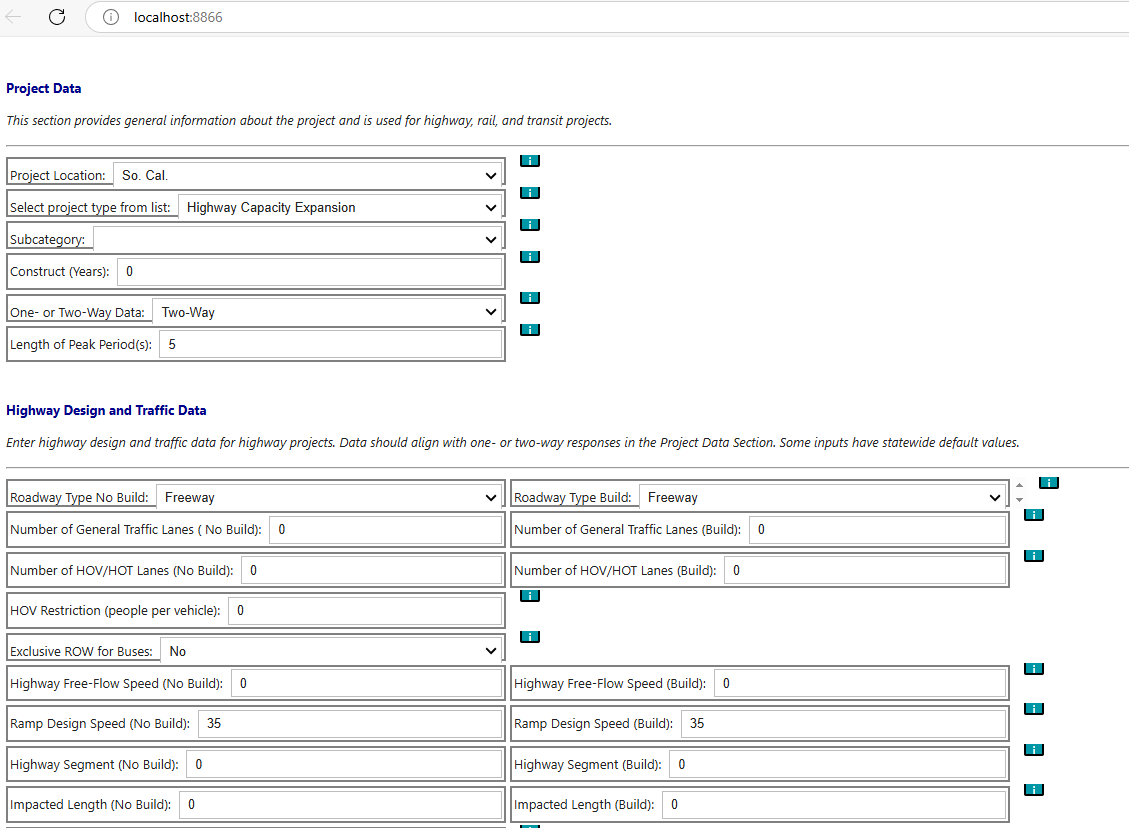 localhost:8866
Project Data
This section provides general information about the project and is used for highway, rail, and transit projects.
Project Location: So. Cal. i
Select project type from list: Highway Capacity Expansion i
Subcategory: i
Construct (Years): 0 i
One- or Two-Way Data: Two-Way i
Length of Peak Period(s): 5 i
Highway Design and Traffic Data
Enter highway design and traffic data for highway projects. Data should align with one- or two-way responses in the Project Data Section. Some inputs have statewide default values.
Roadway Type No Build: Freeway Roadway Type Build: Freeway i
Number of General Traffic Lanes ( No Build): 0 Number of General Traffic Lanes (Build): 0 i
Number of HOV/HOT Lanes (No Build): 0 Number of HOV/HOT Lanes (Build): 0 i
HOV Restriction (people per vehicle): 0 i
Exclusive ROW for Buses: No i
Highway Free-Flow Speed (No Build): 0 Highway Free-Flow Speed (Build): 0 i
Ramp Design Speed (No Build): 35 Ramp Design Speed (Build): 35 i
Highway Segment (No Build): 0 Highway Segment (Build): 0 i
Impacted Length (No Build): 0 Impacted Length (Build): 0 i